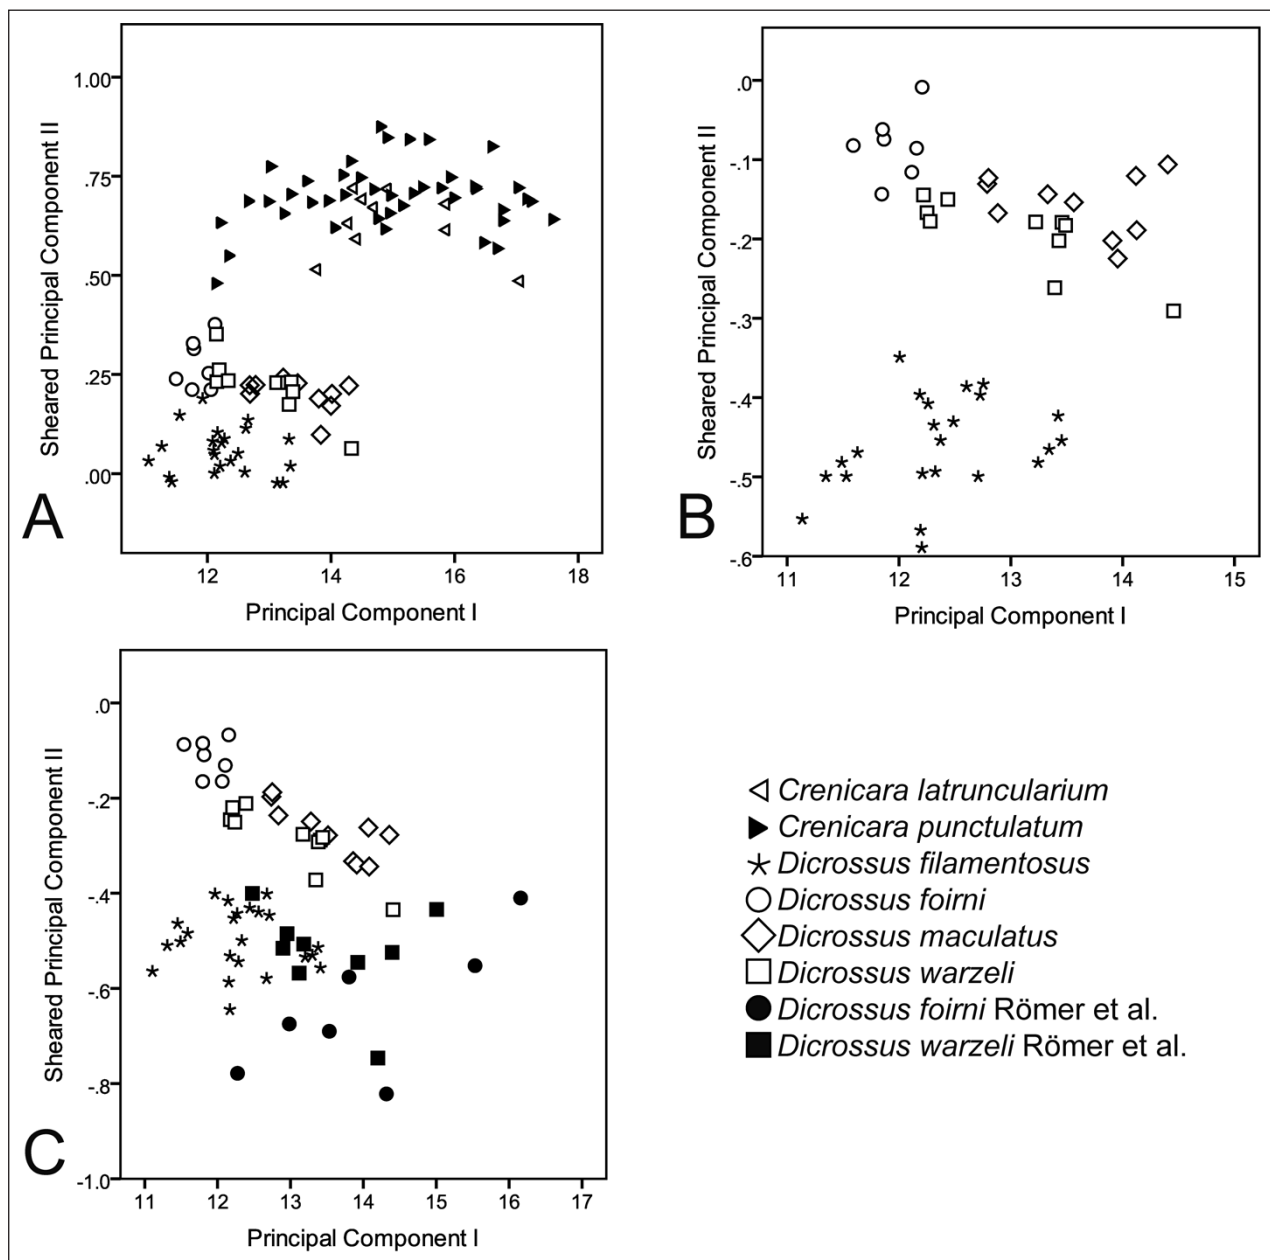 1.00
.75
.50
.25
.00
Sheared Principal Component II
12 14 16 18
Principal Component I
A
.0
-.1
-.2
-.3
-.4
-.5
-.6
Sheared Principal Component II
11 12 13 14 15
Principal Component I
B
.0
-.2
-.4
-.6
-.8
-1.0
Sheared Principal Component II
11 12 13 14 15 16 17
Principal Component I
C
Crenicara latruncularium
Crenicara punctulatum
Dicrossus filamentosus
Dicrossus foirni
Dicrossus maculatus
Dicrossus warzeli
Dicrossus foirni Römer et al.
Dicrossus warzeli Römer et al.